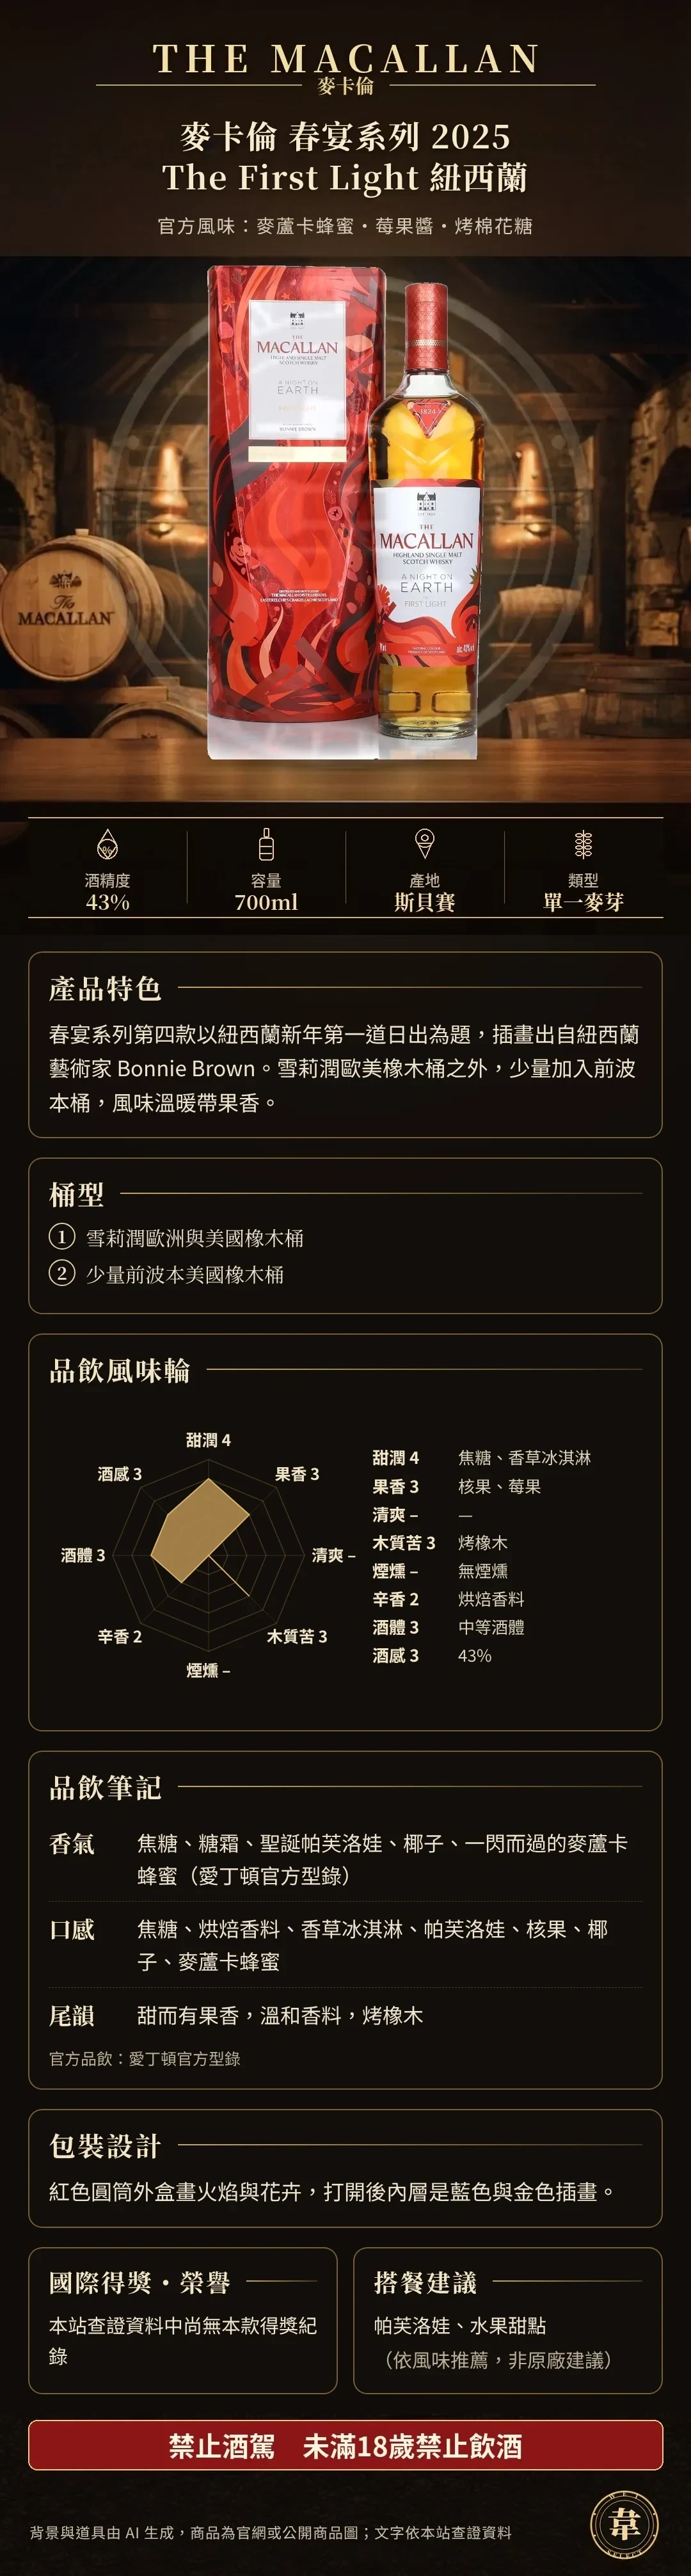 THE MACALLAN
麥卡倫
麥卡倫 春宴系列 2025
The First Light 紐西蘭
官方風味：麥蘆卡蜂蜜・莓果醬・烤棉花糖
THE
MACALLAN
HIGHLAND SINGLE MALT
SCOTCH WHISKY
A NIGHT ON
EARTH
BONNIE BROWN
1824
THE
MACALLAN
HIGHLAND SINGLE MALT
SCOTCH WHISKY
A NIGHT ON
EARTH
FIRST LIGHT
The
MACALLAN
酒精度
43%
容量
700ml
產地
斯貝賽
類型
單一麥芽
產品特色
春宴系列第四款以紐西蘭新年第一道日出為題，插畫出自紐西蘭
藝術家 Bonnie Brown。雪莉潤歐美橡木桶之外，少量加入前波
本桶，風味溫暖帶果香。
桶型
1 雪莉潤歐洲與美國橡木桶
2 少量前波本美國橡木桶
品飲風味輪
甜潤 4
果香 3
清爽 –
木質苦 3
煙燻 –
辛香 2
酒體 3
酒感 3
甜潤 4 焦糖、香草冰淇淋
果香 3 核果、莓果
清爽 – —
木質苦 3 烤橡木
煙燻 – 無煙燻
辛香 2 烘焙香料
酒體 3 中等酒體
酒感 3 43%
品飲筆記
香氣 焦糖、糖霜、聖誕帕芙洛娃、椰子、一閃而過的麥蘆卡
蜂蜜（愛丁頓官方型錄）
口感 焦糖、烘焙香料、香草冰淇淋、帕芙洛娃、核果、椰
子、麥蘆卡蜂蜜
尾韻 甜而有果香，溫和香料，烤橡木
官方品飲：愛丁頓官方型錄
包裝設計
紅色圓筒外盒畫火焰與花卉，打開後內層是藍色與金色插畫。
國際得獎・榮譽
本站查證資料中尚無本款得獎紀
錄
搭餐建議
帕芙洛娃、水果甜點
（依風味推薦，非原廠建議）
禁止酒駕 未滿18歲禁止飲酒
背景與道具由 AI 生成，商品為官網或公開商品圖；文字依本站查證資料
韋